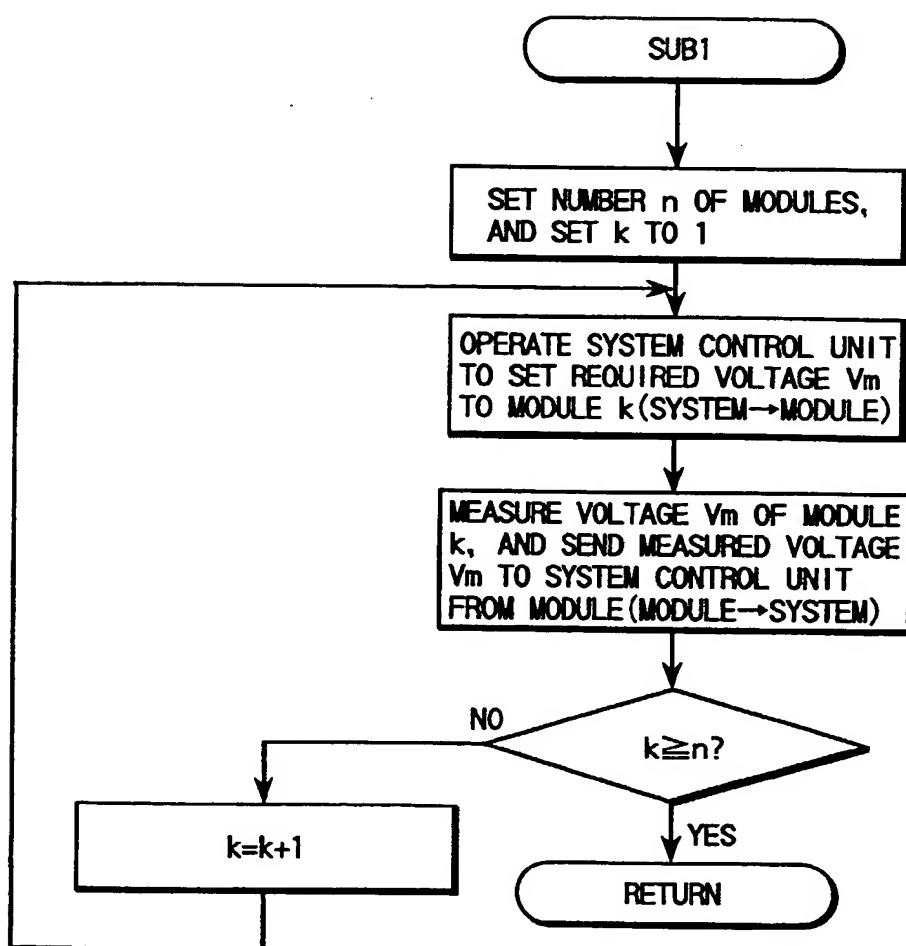 SUB1
SET NUMBER n OF MODULES,
AND SET k TO 1
OPERATE SYSTEM CONTROL UNIT
TO SET REQUIRED VOLTAGE Vm
TO MODULE k(SYSTEM→MODULE)
MEASURE VOLTAGE Vm OF MODULE
k, AND SEND MEASURED VOLTAGE
Vm TO SYSTEM CONTROL UNIT
FROM MODULE(MODULE→SYSTEM)
NO
k≧n?
k=k+1
YES
RETURN